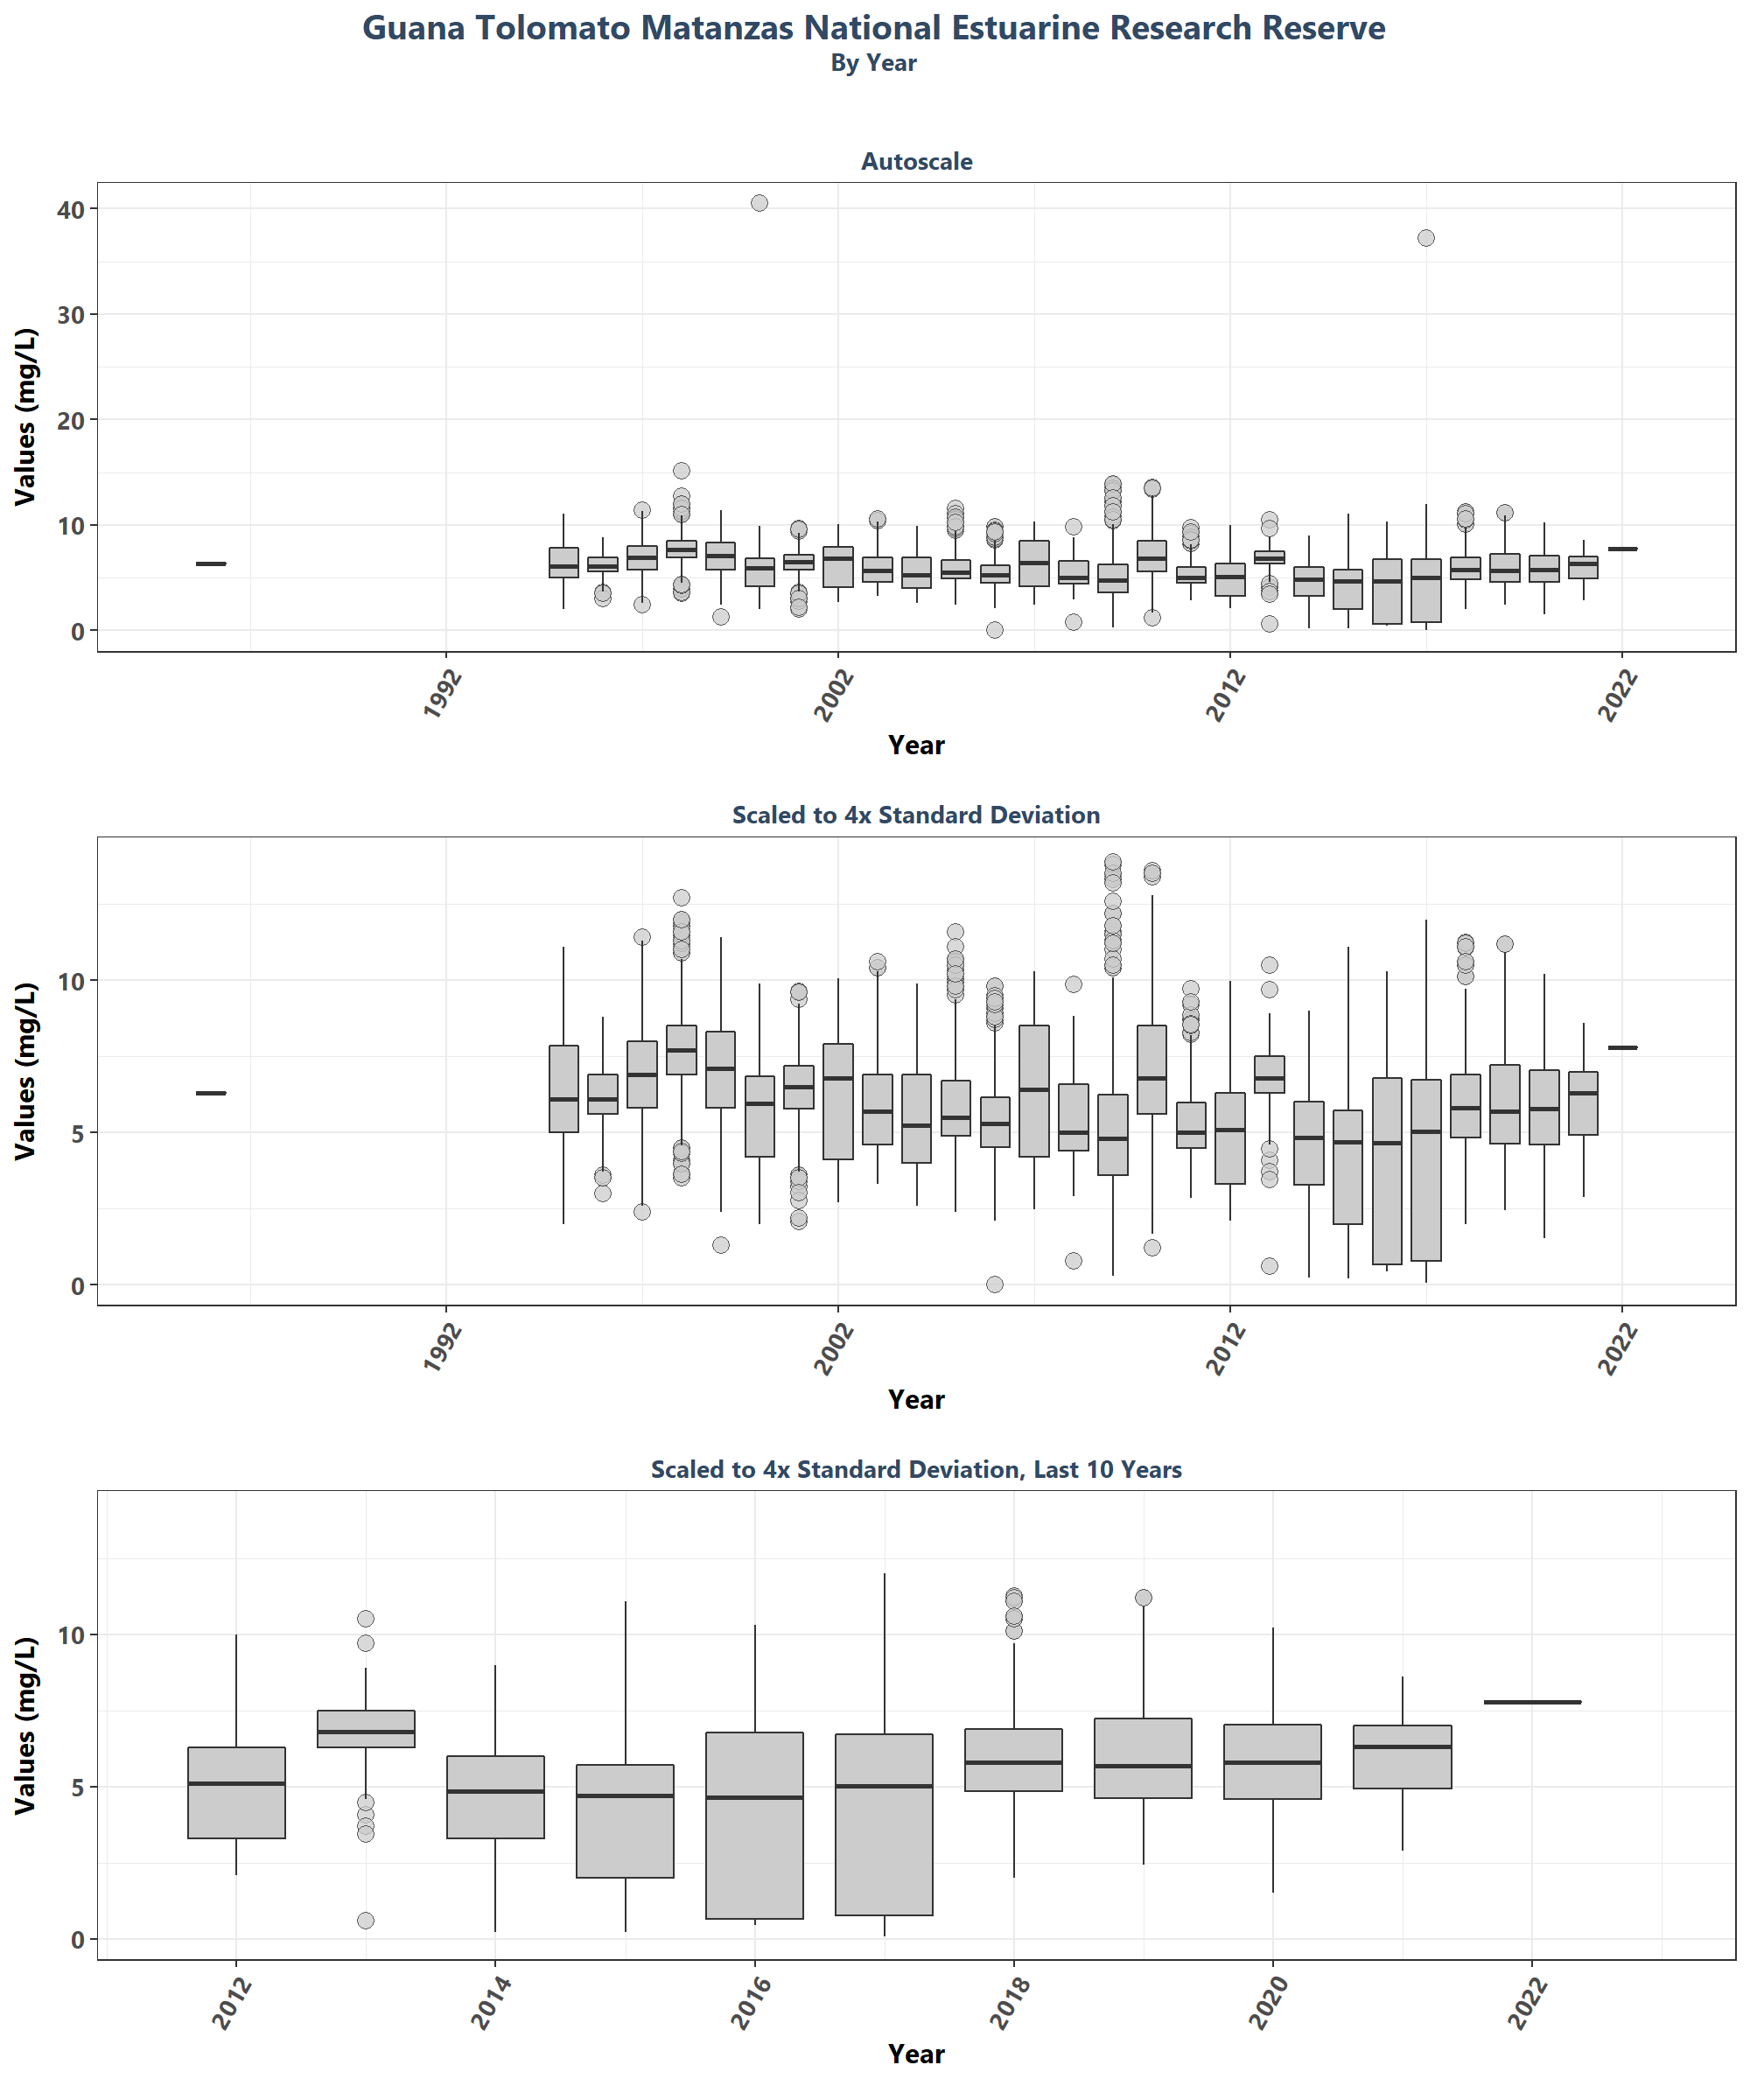 Guana Tolomato Matanzas National Estuarine Research Reserve
By Year
Autoscale
Values (mg/L)
40
30
20
10
0
1992
2002
2012
2022
Year
Scaled to 4x Standard Deviation
Values (mg/L)
10
5
0
1992
2002
2012
2022
Year
Scaled to 4x Standard Deviation, Last 10 Years
Values (mg/L)
10
5
0
2012
2014
2016
2018
2020
2022
Year